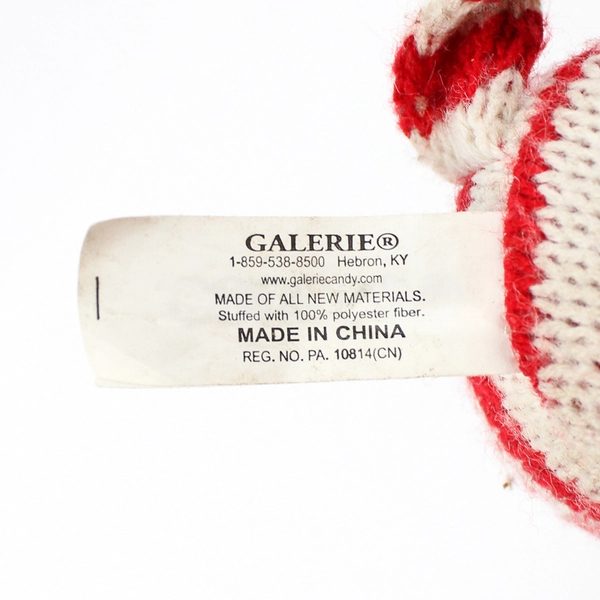 GALERIE®
1-859-538-8500 Hebron, KY
www.galeriecandy.com
MADE OF ALL NEW MATERIALS.
Stuffed with 100% polyester fiber.
MADE IN CHINA
REG. NO. PA. 10814(CN)